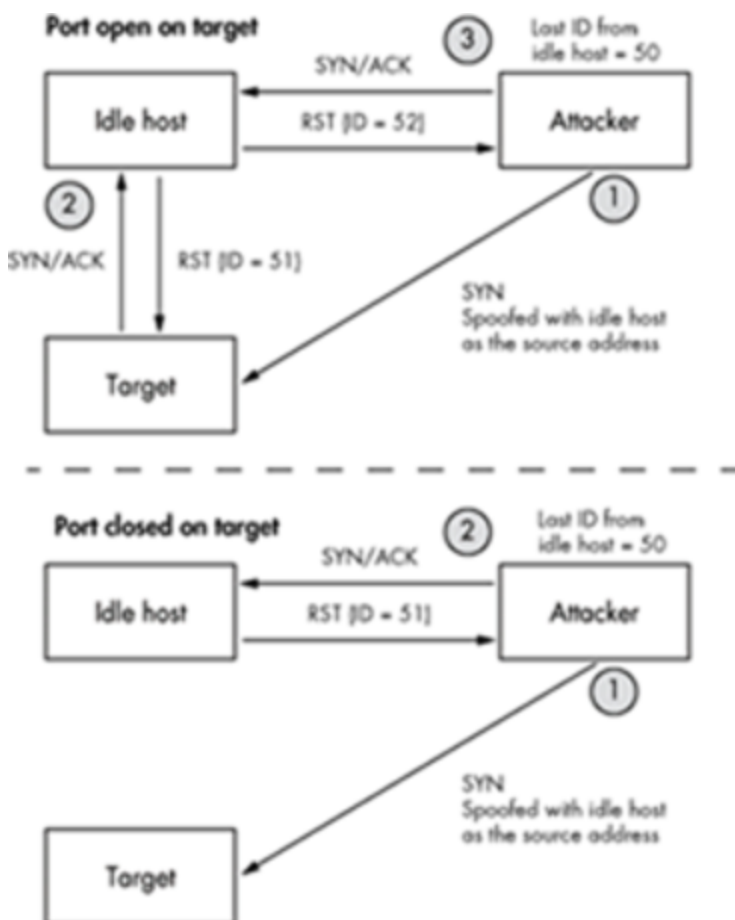 Port open on target
3
Last ID from
idle host = 50
SYN/ACK
Idle host
RST (ID = 52)
Attacker
2
1
SYN/ACK
RST (ID = 51)
SYN
Spoofed with idle host
as the source address
Target
Port closed on target
2
Last ID from
idle host = 50
SYN/ACK
Idle host
RST (ID = 51)
Attacker
1
SYN
Spoofed with idle host
as the source address
Target